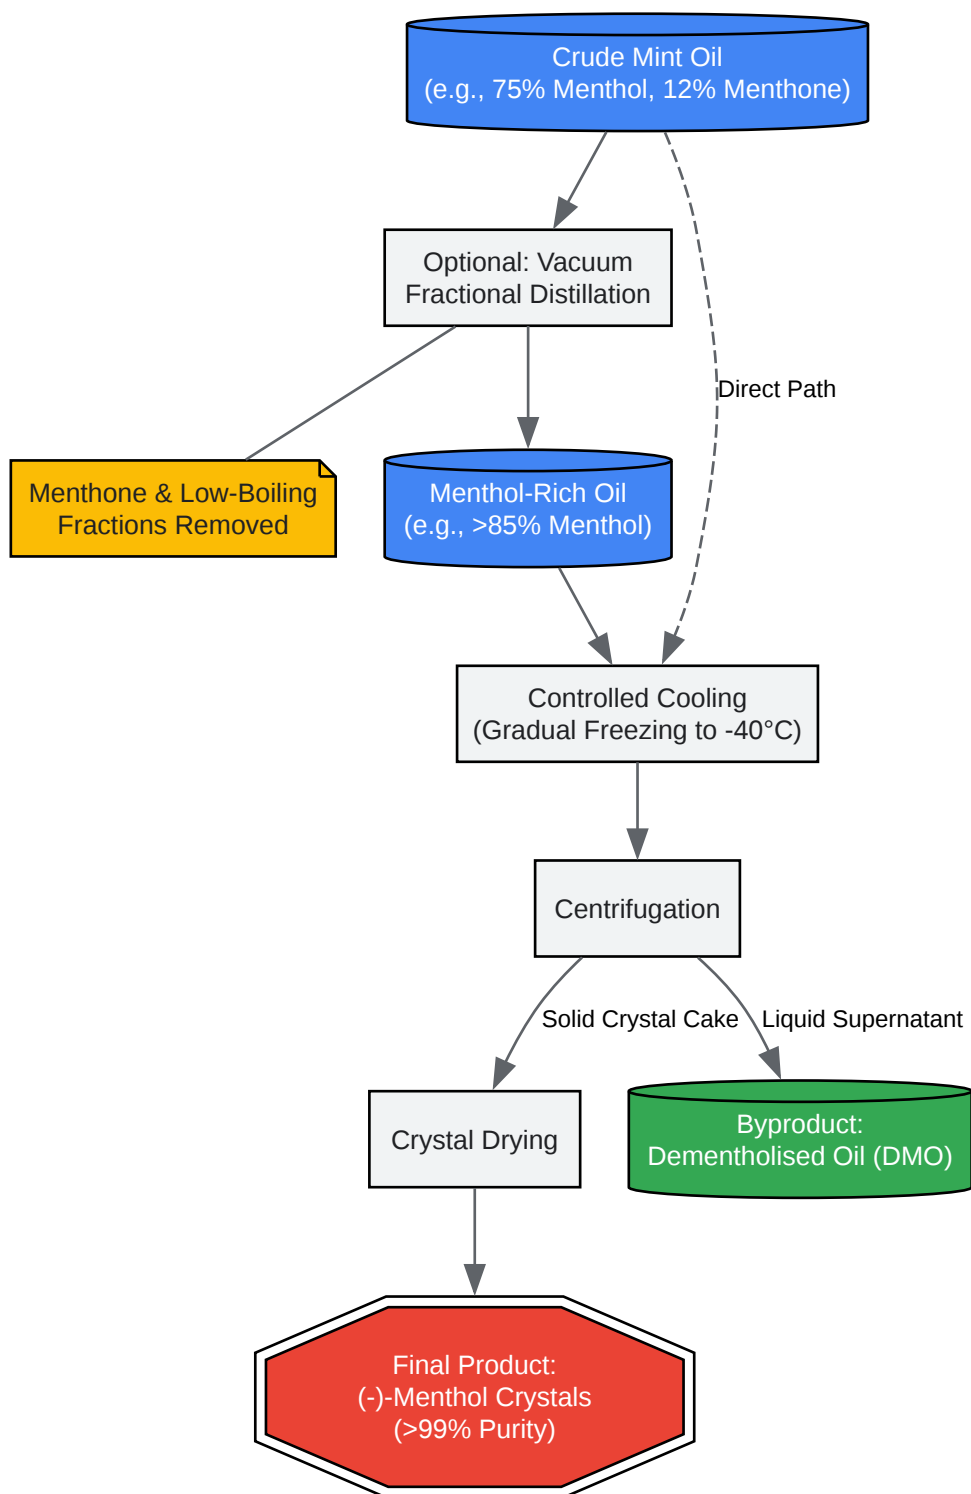 Crude Mint Oil
(e.g., 75% Menthol, 12% Menthone)
Optional: Vacuum
Fractional Distillation
Direct Path
Menthone & Low-Boiling
Fractions Removed
Menthol-Rich Oil
(e.g., >85% Menthol)
Controlled Cooling
(Gradual Freezing to -40°C)
Centrifugation
Solid Crystal Cake
Liquid Supernatant
Crystal Drying
Byproduct:
Dementholised Oil (DMO)
Final Product:
(-)-Menthol Crystals
(>99% Purity)